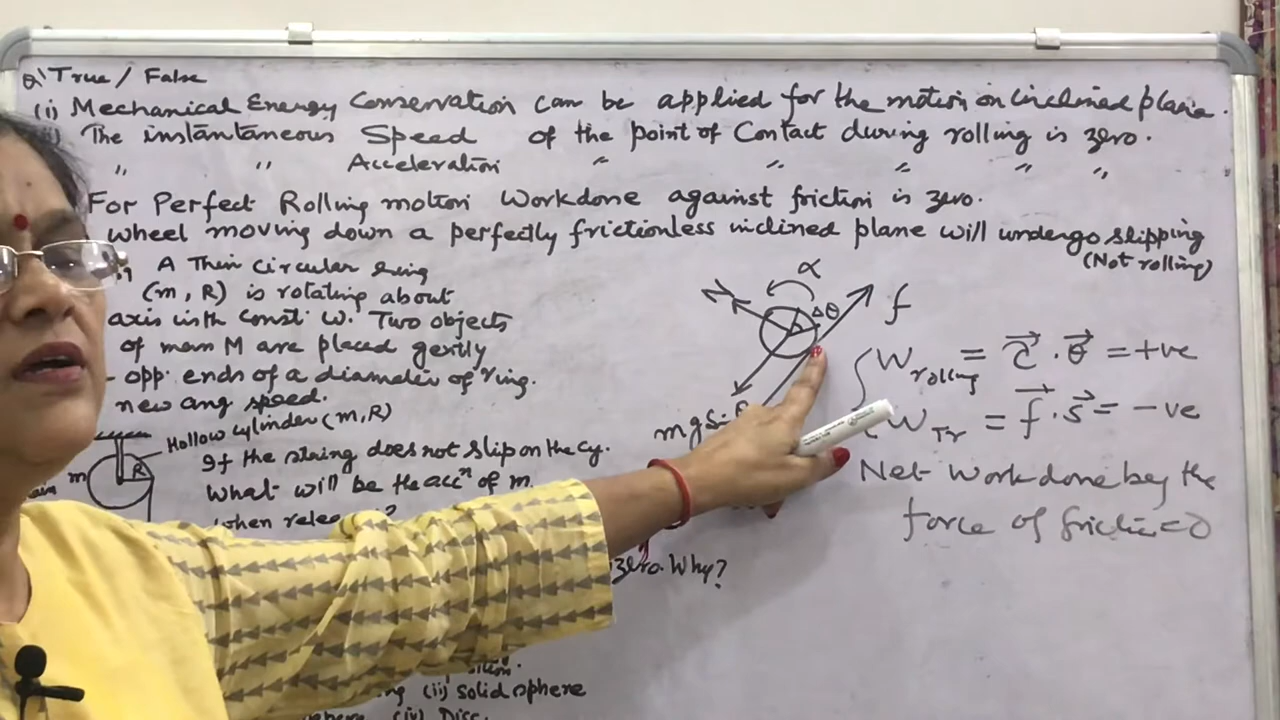 Q' True / False
(i) Mechanical Energy Conservation can be applied for the motion on inclined plane.
The instantaneous Speed of the point of Contact during rolling is zero.
" " Acceleration " " " " "
For Perfect Rolling motion Workdone against friction is zero.
wheel moving down a perfectly frictionless inclined plane will undergo slipping
(Not rolling)
A Thin Circular ring
(m, R) is rotating about
axis with const. ω. Two objects
of mass M are placed gently
opp. ends of a diameter of ring.
new ang speed.
Hollow cylinder (m, R)
If the string does not slip on the cy.
What will be the accⁿ of m.
when
m
R
zero. Why?
(ii) solid sphere
(iv) Disc.
α
N
Δθ
f
mg
W rolling = τ⃗ . θ⃗ = +ve
W Tr = f⃗ . s⃗ = -ve
Net workdone by the
force of friction=0